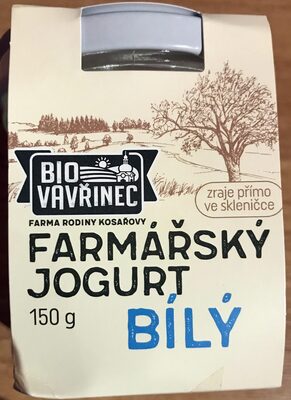 BIO
VAVŘINEC
FARMA RODINY KOSAŘOVY
zraje přímo
ve skleničce
FARMÁŘSKÝ
JOGURT
150 g
BÍLÝ